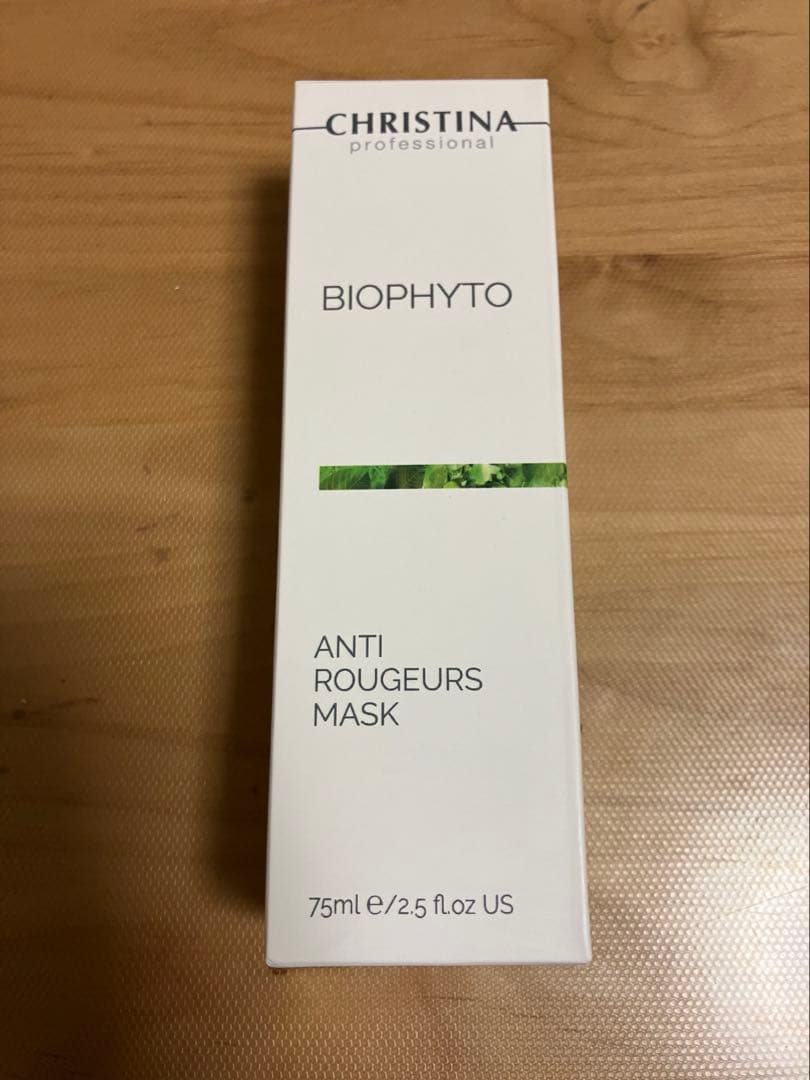 CHRISTINA
professional
BIOPHYTO
ANTI
ROUGEURS
MASK
75ml e/2.5 fl.oz US